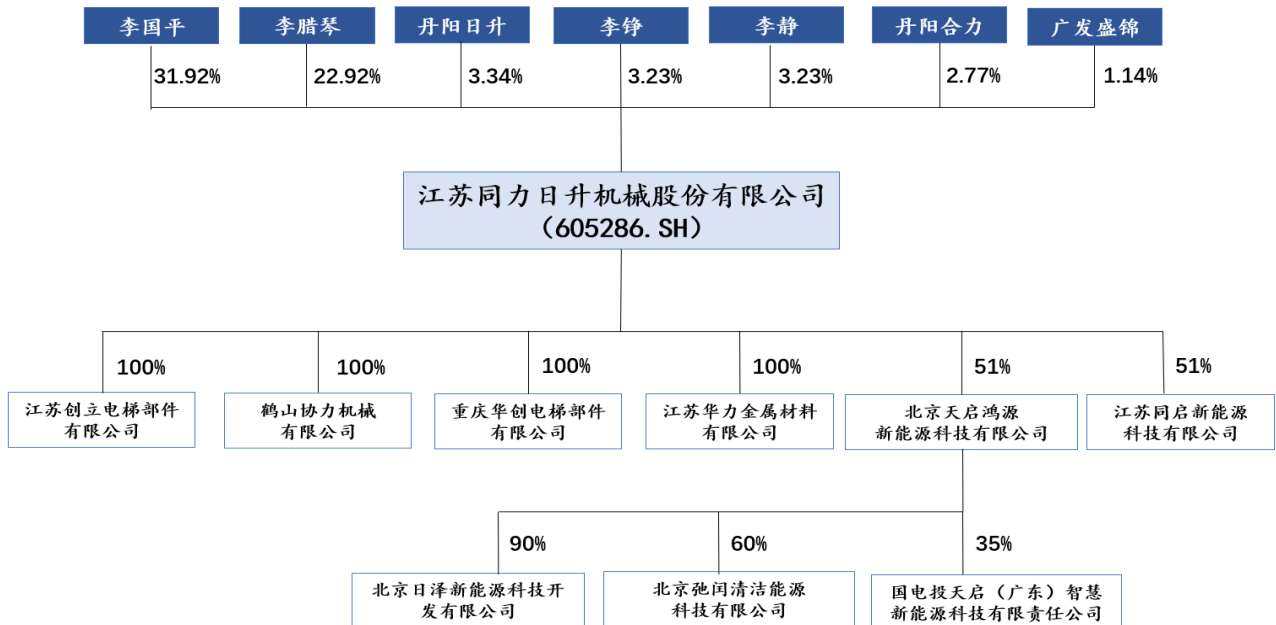 李国平
李腊琴
丹阳日升
李铮
李静
丹阳合力
广发盛锦
31.92%
22.92%
3.34%
3.23%
3.23%
2.77%
1.14%
江苏同力日升机械股份有限公司
（605286.SH）
100%
100%
100%
100%
51%
51%
江苏创立电梯部件
有限公司
鹤山协力机械
有限公司
重庆华创电梯部件
有限公司
江苏华力金属材料
有限公司
北京天启鸿源
新能源科技有限公司
江苏同启新能源
科技有限公司
90%
60%
35%
北京日泽新能源科技开
发有限公司
北京弛闰清洁能源
科技有限公司
国电投天启（广东）智慧
新能源科技有限责任公司